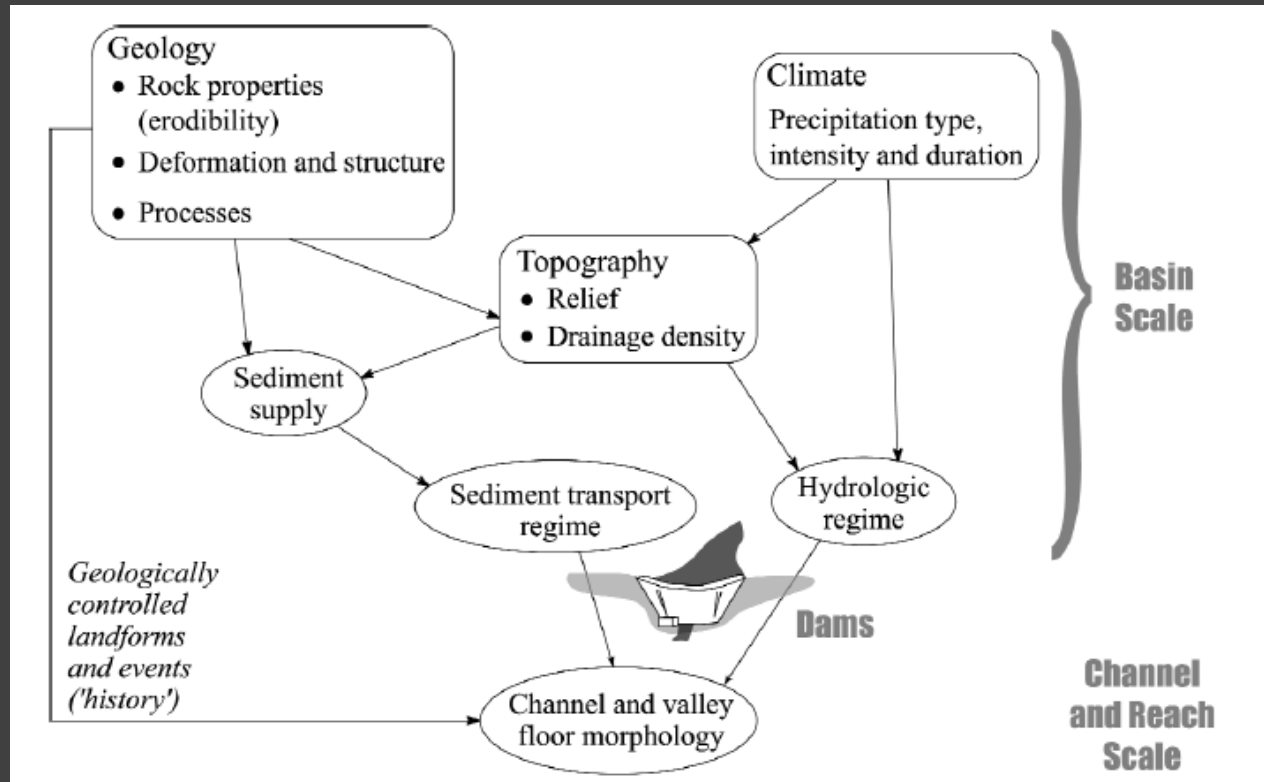 Geology
• Rock properties
(erodibility)
• Deformation and structure
• Processes
Climate
Precipitation type,
intensity and duration
Topography
• Relief
• Drainage density
Basin
Scale
Sediment
supply
Sediment transport
regime
Hydrologic
regime
Geologically
controlled
landforms
and events
('history')
Dams
Channel and valley
floor morphology
Channel
and Reach
Scale